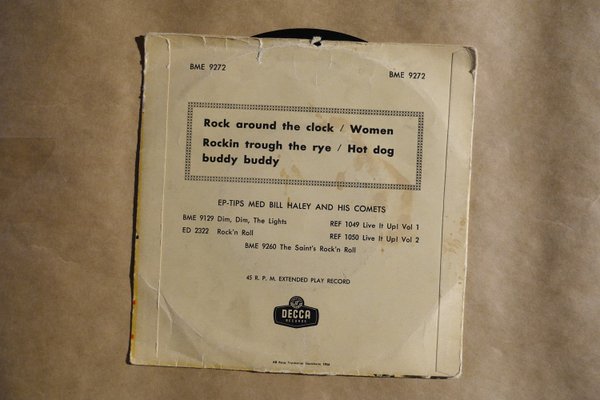 BME 9272 BME 9272
Rock around the clock / Women
Rockin trough the rye / Hot dog
buddy buddy
EP-TIPS MED BILL HALEY AND HIS COMETS
BME 9129 Dim, Dim, The Lights REF 1049 Live It Up! Vol 1
ED 2322 Rock'n Roll REF 1050 Live It Up! Vol 2
BME 9260 The Saint's Rock'n Roll
45 R. P. M. EXTENDED PLAY RECORD
DECCA
RECORDS